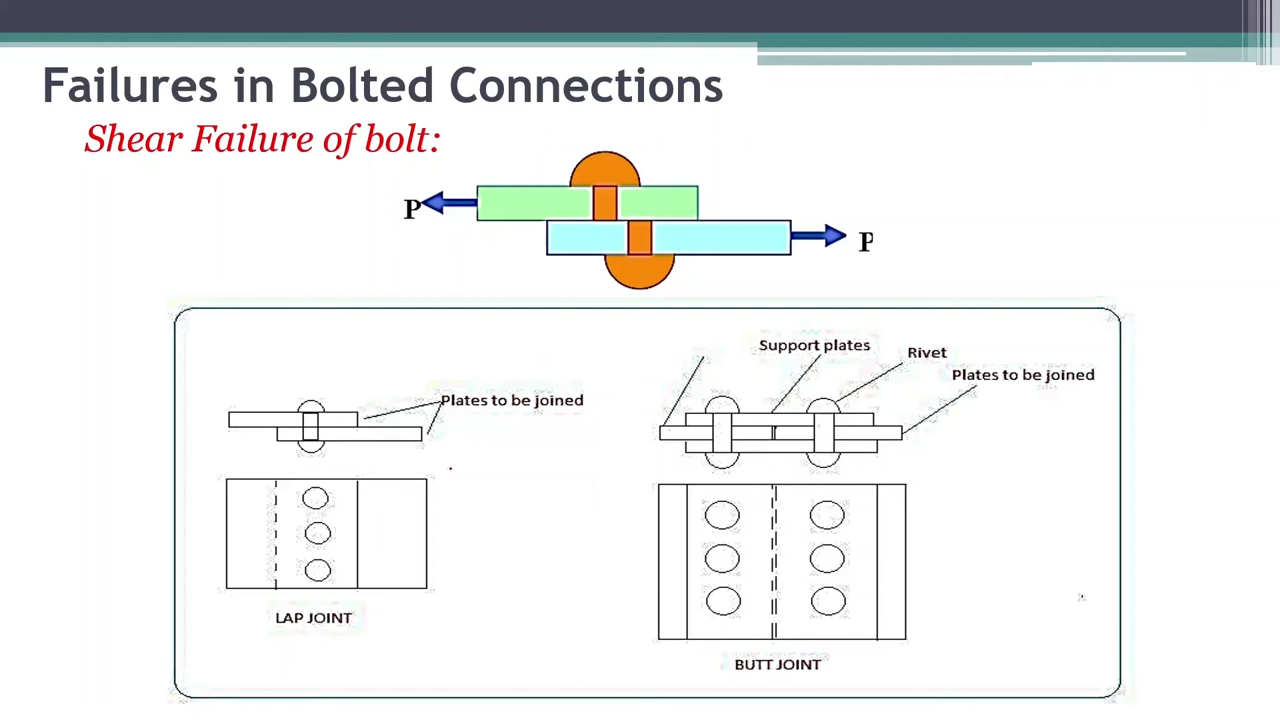 Failures in Bolted Connections
Shear Failure of bolt:
P
P
Support plates
Rivet
Plates to be joined
Plates to be joined
LAP JOINT
BUTT JOINT